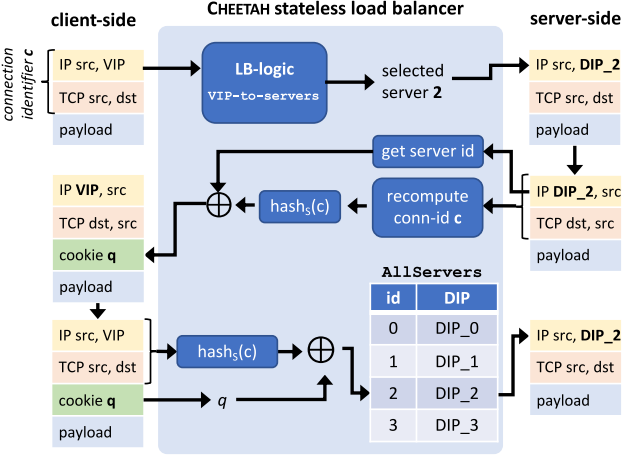 client-side
CHEETAH stateless load balancer
server-side
connection
identifier c
IP src, VIP
TCP src, dst
payload
LB-logic
VIP-to-servers
selected
server 2
IP src, DIP_2
TCP src, dst
payload
get server id
IP VIP, src
TCP dst, src
cookie q
payload
hashS(c)
recompute
conn-id c
IP DIP_2, src
TCP dst, src
payload
AllServers
id DIP
0 DIP_0
1 DIP_1
2 DIP_2
3 DIP_3
IP src, VIP
TCP src, dst
cookie q
payload
hashS(c)
q
IP src, DIP_2
TCP src, dst
payload